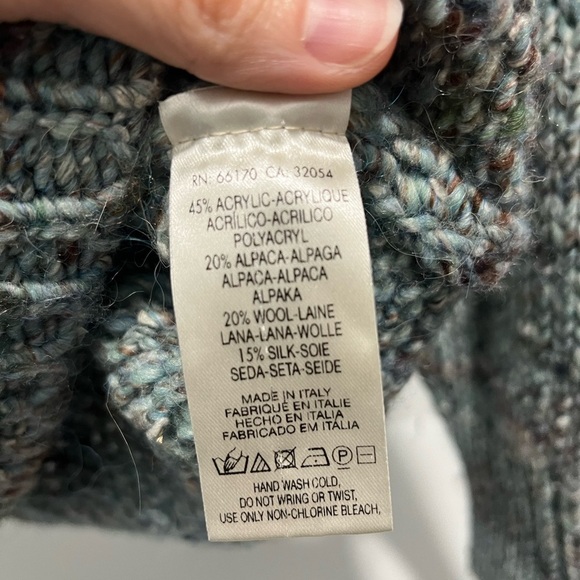 RN: 66170 CA: 32054
45% ACRYLIC-ACRYLIQUE
ACRÍLICO-ACRILICO
POLYACRYL
20% ALPACA-ALPAGA
ALPACA-ALPACA
ALPAKA
20% WOOL-LAINE
LANA-LANA-WOLLE
15% SILK-SOIE
SEDA-SETA-SEIDE
MADE IN ITALY
FABRIQUÉ EN ITALIE
HECHO EN ITALIA
FABRICADO EM ITÁLIA
HAND WASH COLD,
DO NOT WRING OR TWIST,
USE ONLY NON-CHLORINE BLEACH,